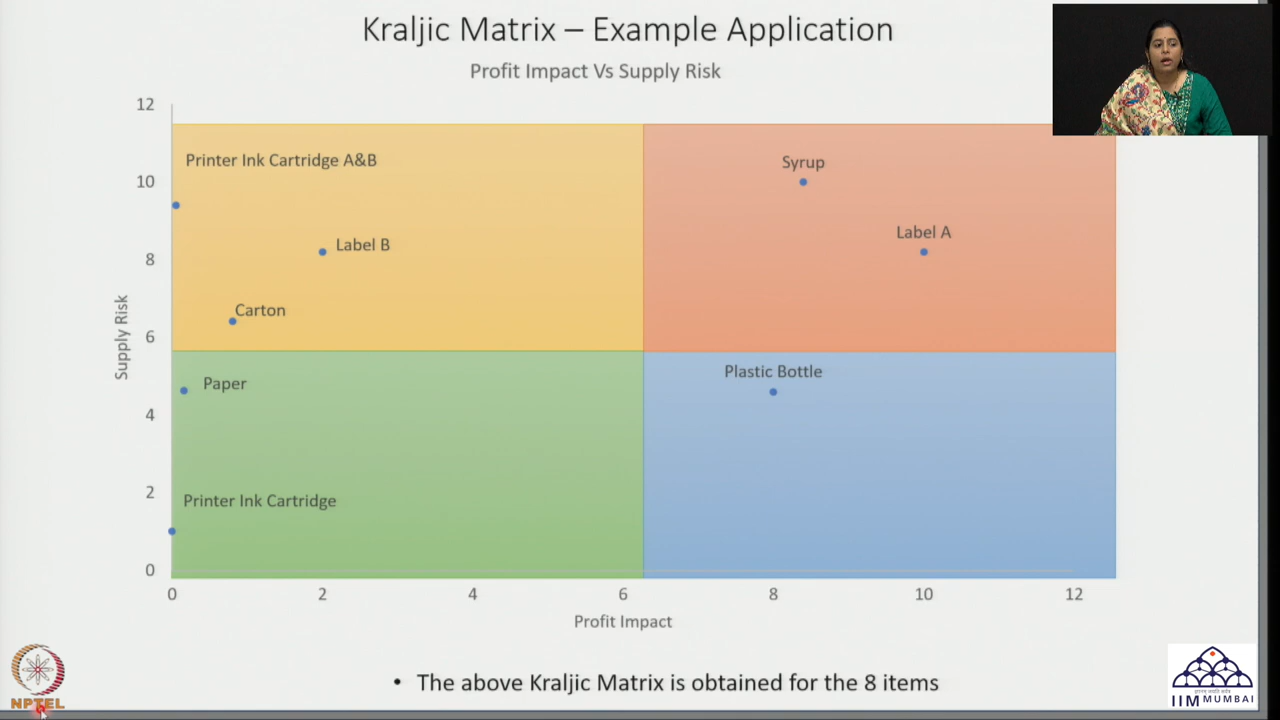 Kraljic Matrix – Example Application
Profit Impact Vs Supply Risk
12
Printer Ink Cartridge A&B
Syrup
10
Label A
Label B
8
Carton
Supply Risk
6
Plastic Bottle
Paper
4
2
Printer Ink Cartridge
0
0 2 4 6 8 10 12
Profit Impact
• The above Kraljic Matrix is obtained for the 8 items
NPTEL
IIM MUMBAI